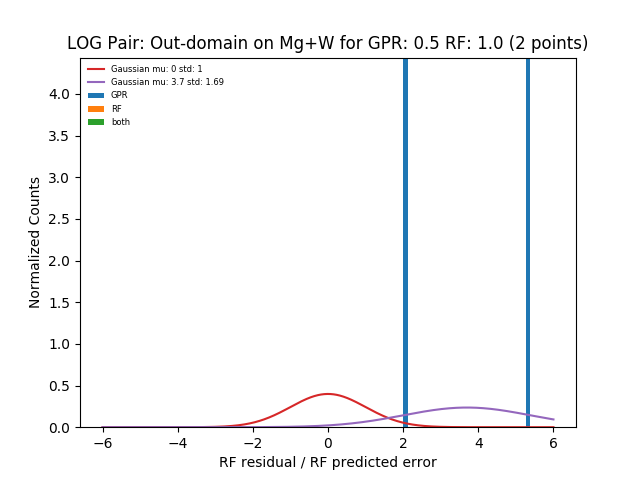 LOG Pair: Out-domain on Mg+W for GPR: 0.5 RF: 1.0 (2 points)
Gaussian mu: 0 std: 1
Gaussian mu: 3.7 std: 1.69
GPR
RF
both
Normalized Counts
4.0
3.5
3.0
2.5
2.0
1.5
1.0
0.5
0.0
−6 −4 −2 0 2 4 6
RF residual / RF predicted error